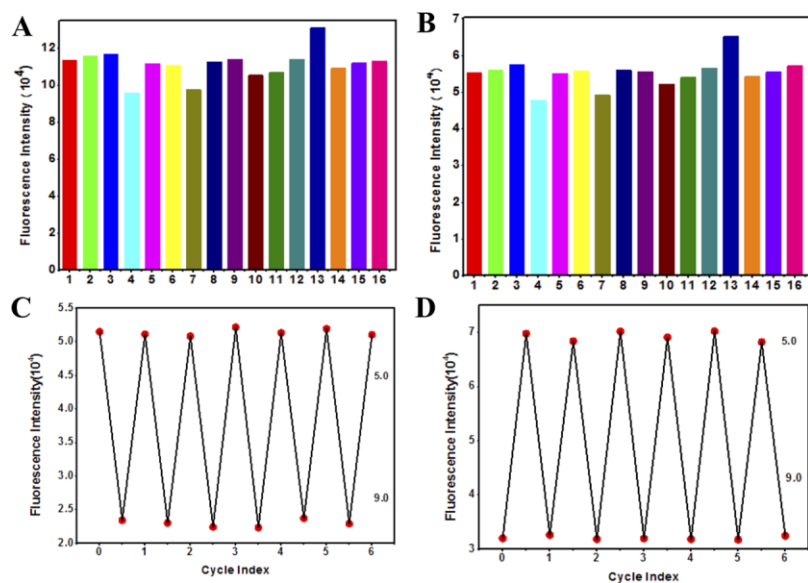 A
Fluorescence Intensity (10⁴)
12
10
8
6
4
2
0
1 2 3 4 5 6 7 8 9 10 11 12 13 14 15 16
B
Fluorescence Intensity (10⁴)
7
6
5
4
3
2
1
0
1 2 3 4 5 6 7 8 9 10 11 12 13 14 15 16
C
Fluorescence Intensity(10⁴)
5.5
5.0
4.5
4.0
3.5
3.0
2.5
2.0
5.0
9.0
0 1 2 3 4 5 6
Cycle Index
D
Fluorescence Intensity(10⁴)
7
6
5
4
3
5.0
9.0
0 1 2 3 4 5 6
Cycle Index